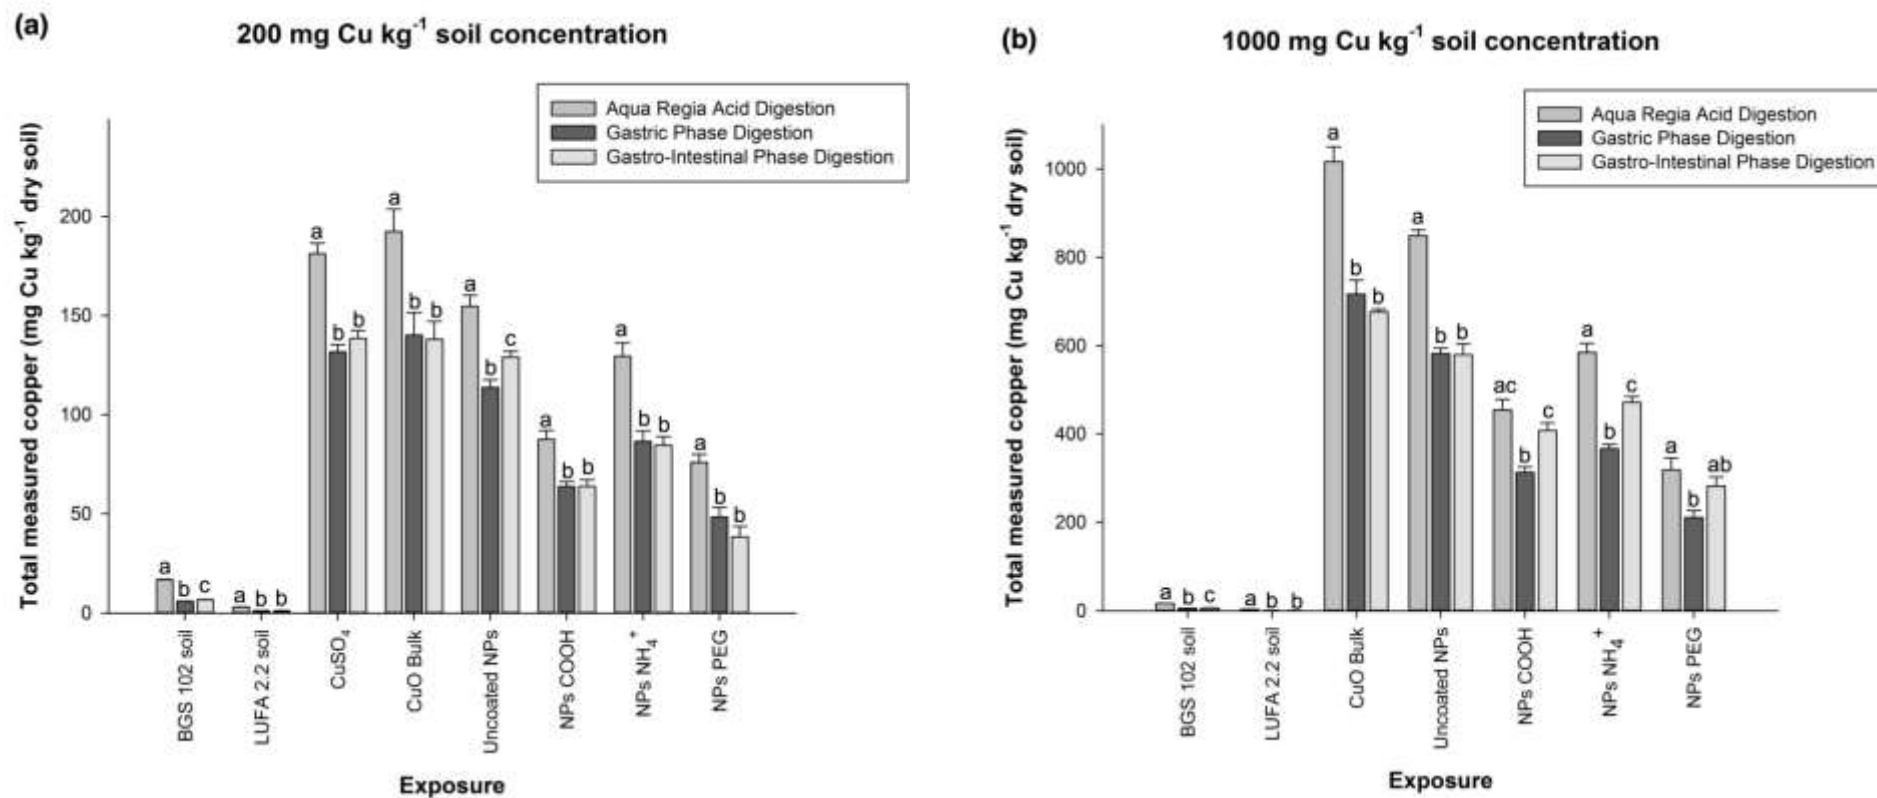 (a)
200 mg Cu kg⁻¹ soil concentration
Aqua Regia Acid Digestion
Gastric Phase Digestion
Gastro-Intestinal Phase Digestion
Total measured copper (mg Cu kg⁻¹ dry soil)
200
150
100
50
0
a b c
a b b
a b b
a b b
a b c
a b b
a b b
a b b
BGS 102 soil
LUFA 2.2 soil
CuSO₄
CuO Bulk
Uncoated NPs
NPs COOH
NPs NH₄⁺
NPs PEG
Exposure
(b)
1000 mg Cu kg⁻¹ soil concentration
Aqua Regia Acid Digestion
Gastric Phase Digestion
Gastro-Intestinal Phase Digestion
Total measured copper (mg Cu kg⁻¹ dry soil)
1000
800
600
400
200
0
a b c
a b b
a b b
a b b
ac b c
a b c
a b ab
BGS 102 soil
LUFA 2.2 soil
CuO Bulk
Uncoated NPs
NPs COOH
NPs NH₄⁺
NPs PEG
Exposure